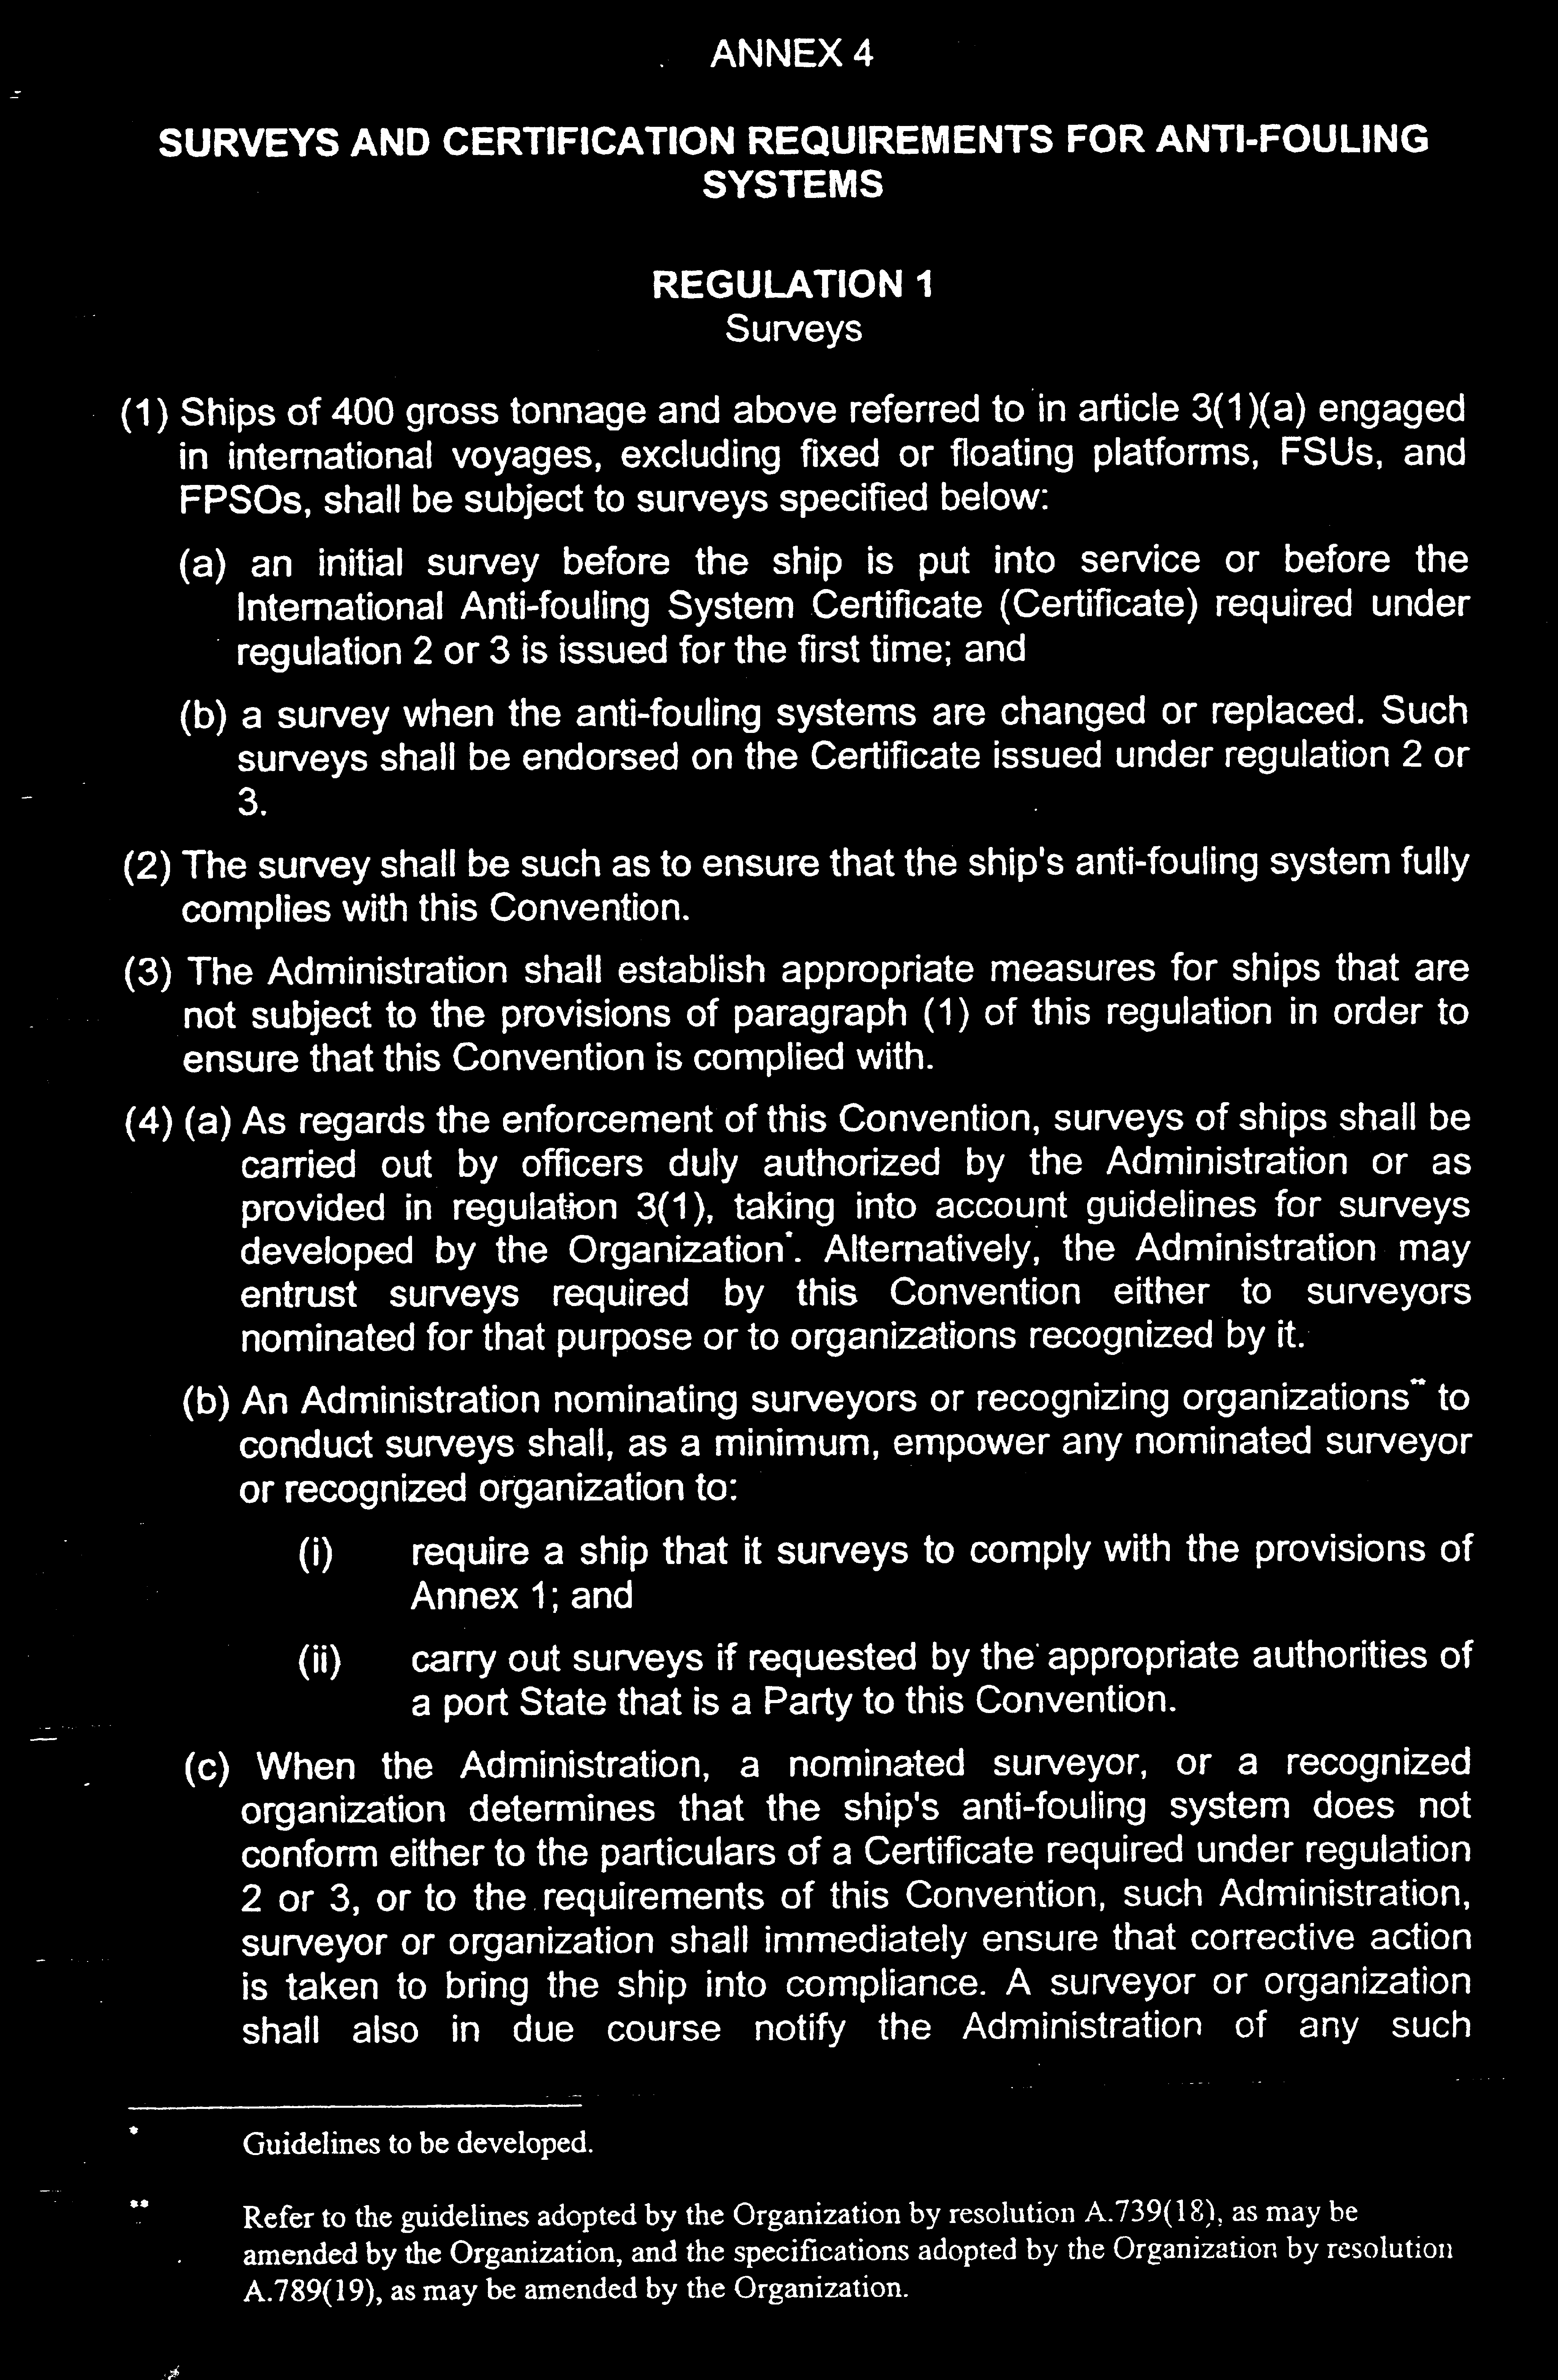 ANNEX 4
SURVEYS AND CERTIFICATION REQUIREMENTS FOR ANTI-FOULING
SYSTEMS
REGULATION 1
Surveys
(1) Ships of 400 gross tonnage and above referred to in article 3(1)(a) engaged
in international voyages, excluding fixed or floating platforms, FSUs, and
FPSOs, shall be subject to surveys specified below:
(a) an initial survey before the ship is put into service or before the
International Anti-fouling System Certificate (Certificate) required under
regulation 2 or 3 is issued for the first time; and
(b) a survey when the anti-fouling systems are changed or replaced. Such
surveys shall be endorsed on the Certificate issued under regulation 2 or
3.
(2) The survey shall be such as to ensure that the ship's anti-fouling system fully
complies with this Convention.
(3) The Administration shall establish appropriate measures for ships that are
not subject to the provisions of paragraph (1) of this regulation in order to
ensure that this Convention is complied with.
(4) (a) As regards the enforcement of this Convention, surveys of ships shall be
carried out by officers duly authorized by the Administration or as
provided in regulation 3(1), taking into account guidelines for surveys
developed by the Organization*. Alternatively, the Administration may
entrust surveys required by this Convention either to surveyors
nominated for that purpose or to organizations recognized by it.
(b) An Administration nominating surveyors or recognizing organizations** to
conduct surveys shall, as a minimum, empower any nominated surveyor
or recognized organization to:
(i) require a ship that it surveys to comply with the provisions of
Annex 1; and
(ii) carry out surveys if requested by the appropriate authorities of
a port State that is a Party to this Convention.
(c) When the Administration, a nominated surveyor, or a recognized
organization determines that the ship's anti-fouling system does not
conform either to the particulars of a Certificate required under regulation
2 or 3, or to the requirements of this Convention, such Administration,
surveyor or organization shall immediately ensure that corrective action
is taken to bring the ship into compliance. A surveyor or organization
shall also in due course notify the Administration of any such
* Guidelines to be developed.
** Refer to the guidelines adopted by the Organization by resolution A.739(18), as may be
amended by the Organization, and the specifications adopted by the Organization by resolution
A.789(19), as may be amended by the Organization.